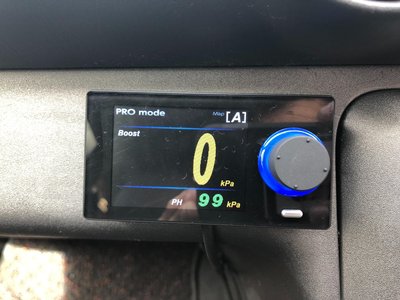 PRO mode Map [A]
Boost
0 kPa
PH 99 kPa